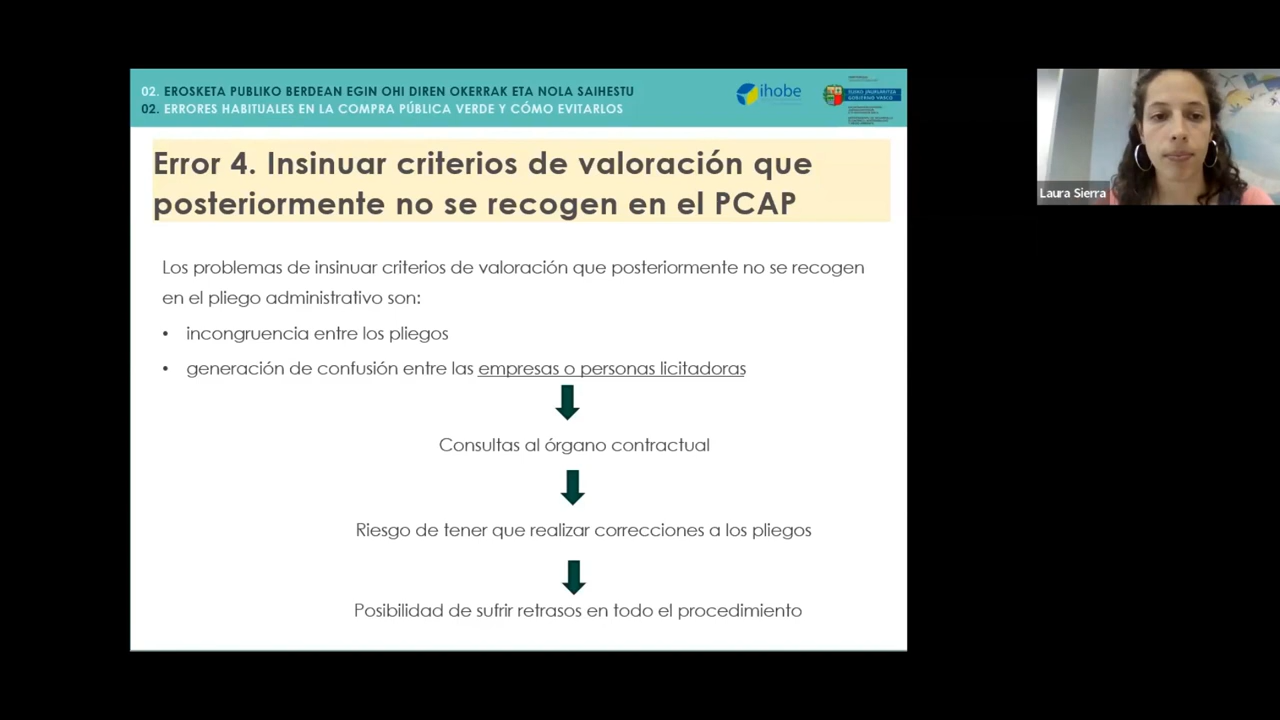 02. EROSKETA PUBLIKO BERDEAN EGIN OHI DIREN OKERRAK ETA NOLA SAIHESTU
02. ERRORES HABITUALES EN LA COMPRA PÚBLICA VERDE Y CÓMO EVITARLOS
ihobe
EUSKO JAURLARITZA
GOBIERNO VASCO
Laura Sierra
Error 4. Insinuar criterios de valoración que
posteriormente no se recogen en el PCAP
Los problemas de insinuar criterios de valoración que posteriormente no se recogen
en el pliego administrativo son:
• incongruencia entre los pliegos
• generación de confusión entre las empresas o personas licitadoras
Consultas al órgano contractual
Riesgo de tener que realizar correcciones a los pliegos
Posibilidad de sufrir retrasos en todo el procedimiento